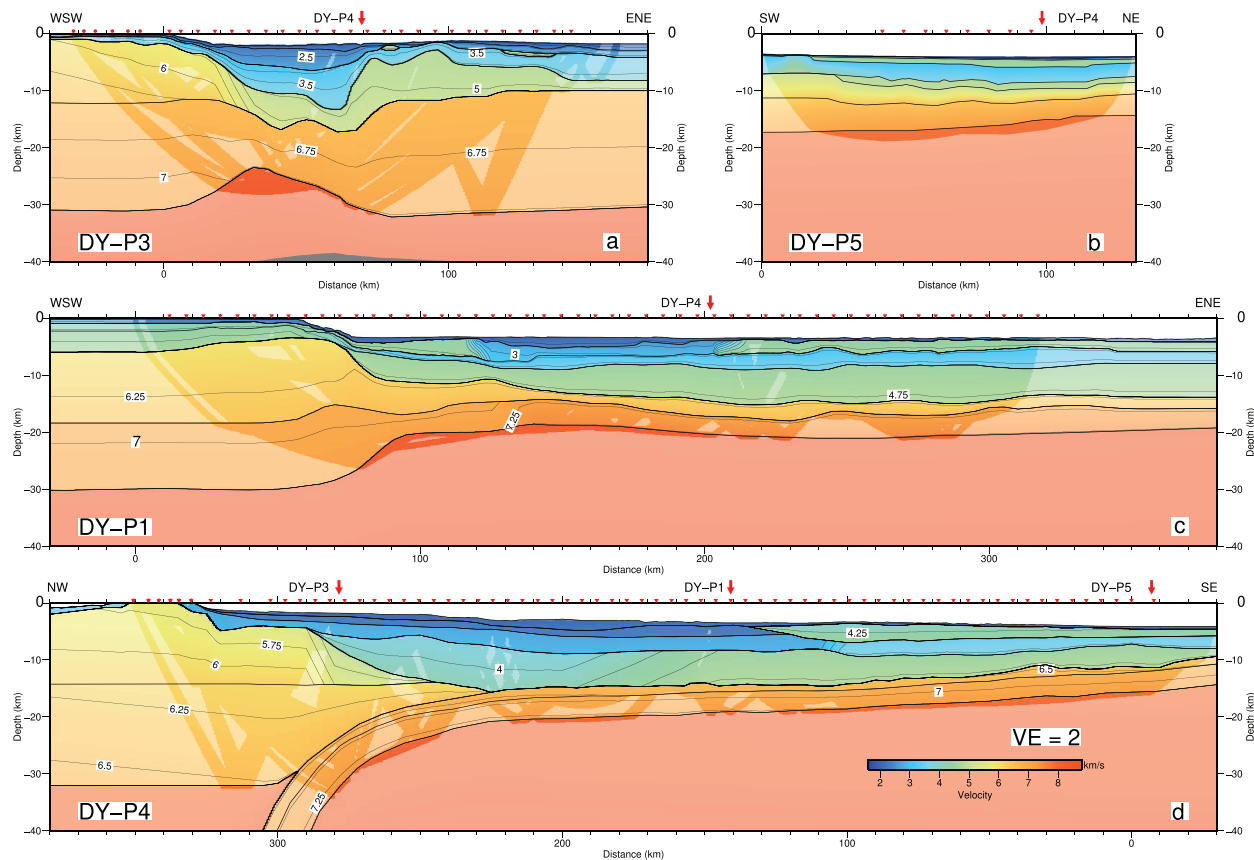 WSW DY−P4 ENE
0 0
2.5 3.5
6
3.5
−10 5 −10
Depth (km) Depth (km)
6.75 6.75
−20 −20
7
−30 −30
DY−P3 a
−40 −40
0 100
Distance (km)
SW DY−P4 NE
0 0
−10 −10
Depth (km) Depth (km)
−20 −20
−30 −30
DY−P5 b
−40 −40
0 100
Distance (km)
WSW DY−P4 ENE
0 0
3
−10 −10
6.25 4.75
Depth (km) Depth (km)
7.25
−20 7 −20
−30 −30
DY−P1 c
−40 −40
0 100 200 300
Distance (km)
NW DY−P3 DY−P1 DY−P5 SE
0 0
4.25
5.75
−10 6 4 6.5 −10
7
Depth (km) Depth (km)
6.25
−20 −20
VE = 2
6.5 km/s
2 3 4 5 6 7 8
−30 −30
Velocity
7.25
DY−P4 d
−40 −40
300 200 100 0
Distance (km)